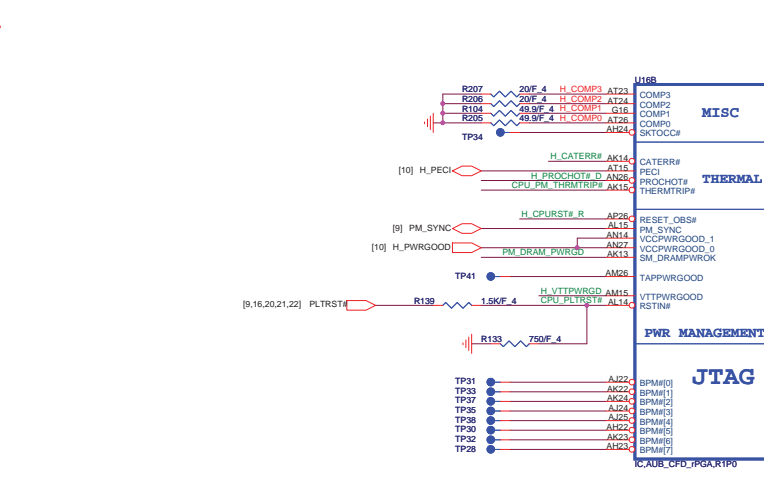 U16B
R207 20/F_4 H_COMP3 AT23 COMP3
R206 20/F_4 H_COMP2 AT24 COMP2
R104 49.9/F_4 H_COMP1 G16 COMP1
R205 49.9/F_4 H_COMP0 AT26 COMP0
MISC
TP34 AH24 SKTOCC#
H_CATERR# AK14 CATERR#
[10] H_PECI AT15 PECI
H_PROCHOT#_D AN26 PROCHOT#
THERMAL
CPU_PM_THRMTRIP# AK15 THERMTRIP#
H_CPURST#_R AP26 RESET_OBS#
[9] PM_SYNC AL15 PM_SYNC
AN14 VCCPWRGOOD_1
[10] H_PWRGOOD AN27 VCCPWRGOOD_0
PM_DRAM_PWRGD AK13 SM_DRAMPWROK
TP41 AM26 TAPPWRGOOD
H_VTTPWRGD AM15 VTTPWRGOOD
[9,16,20,21,22] PLTRST# R139 1.5K/F_4 CPU_PLTRST# AL14 RSTIN#
PWR MANAGEMENT
R133 750/F_4
JTAG
TP31 AJ22 BPM#[0]
TP33 AK22 BPM#[1]
TP37 AK24 BPM#[2]
TP35 AJ24 BPM#[3]
TP38 AJ25 BPM#[4]
TP30 AH22 BPM#[5]
TP32 AK23 BPM#[6]
TP28 AH23 BPM#[7]
IC,AUB_CFD_rPGA,R1P0